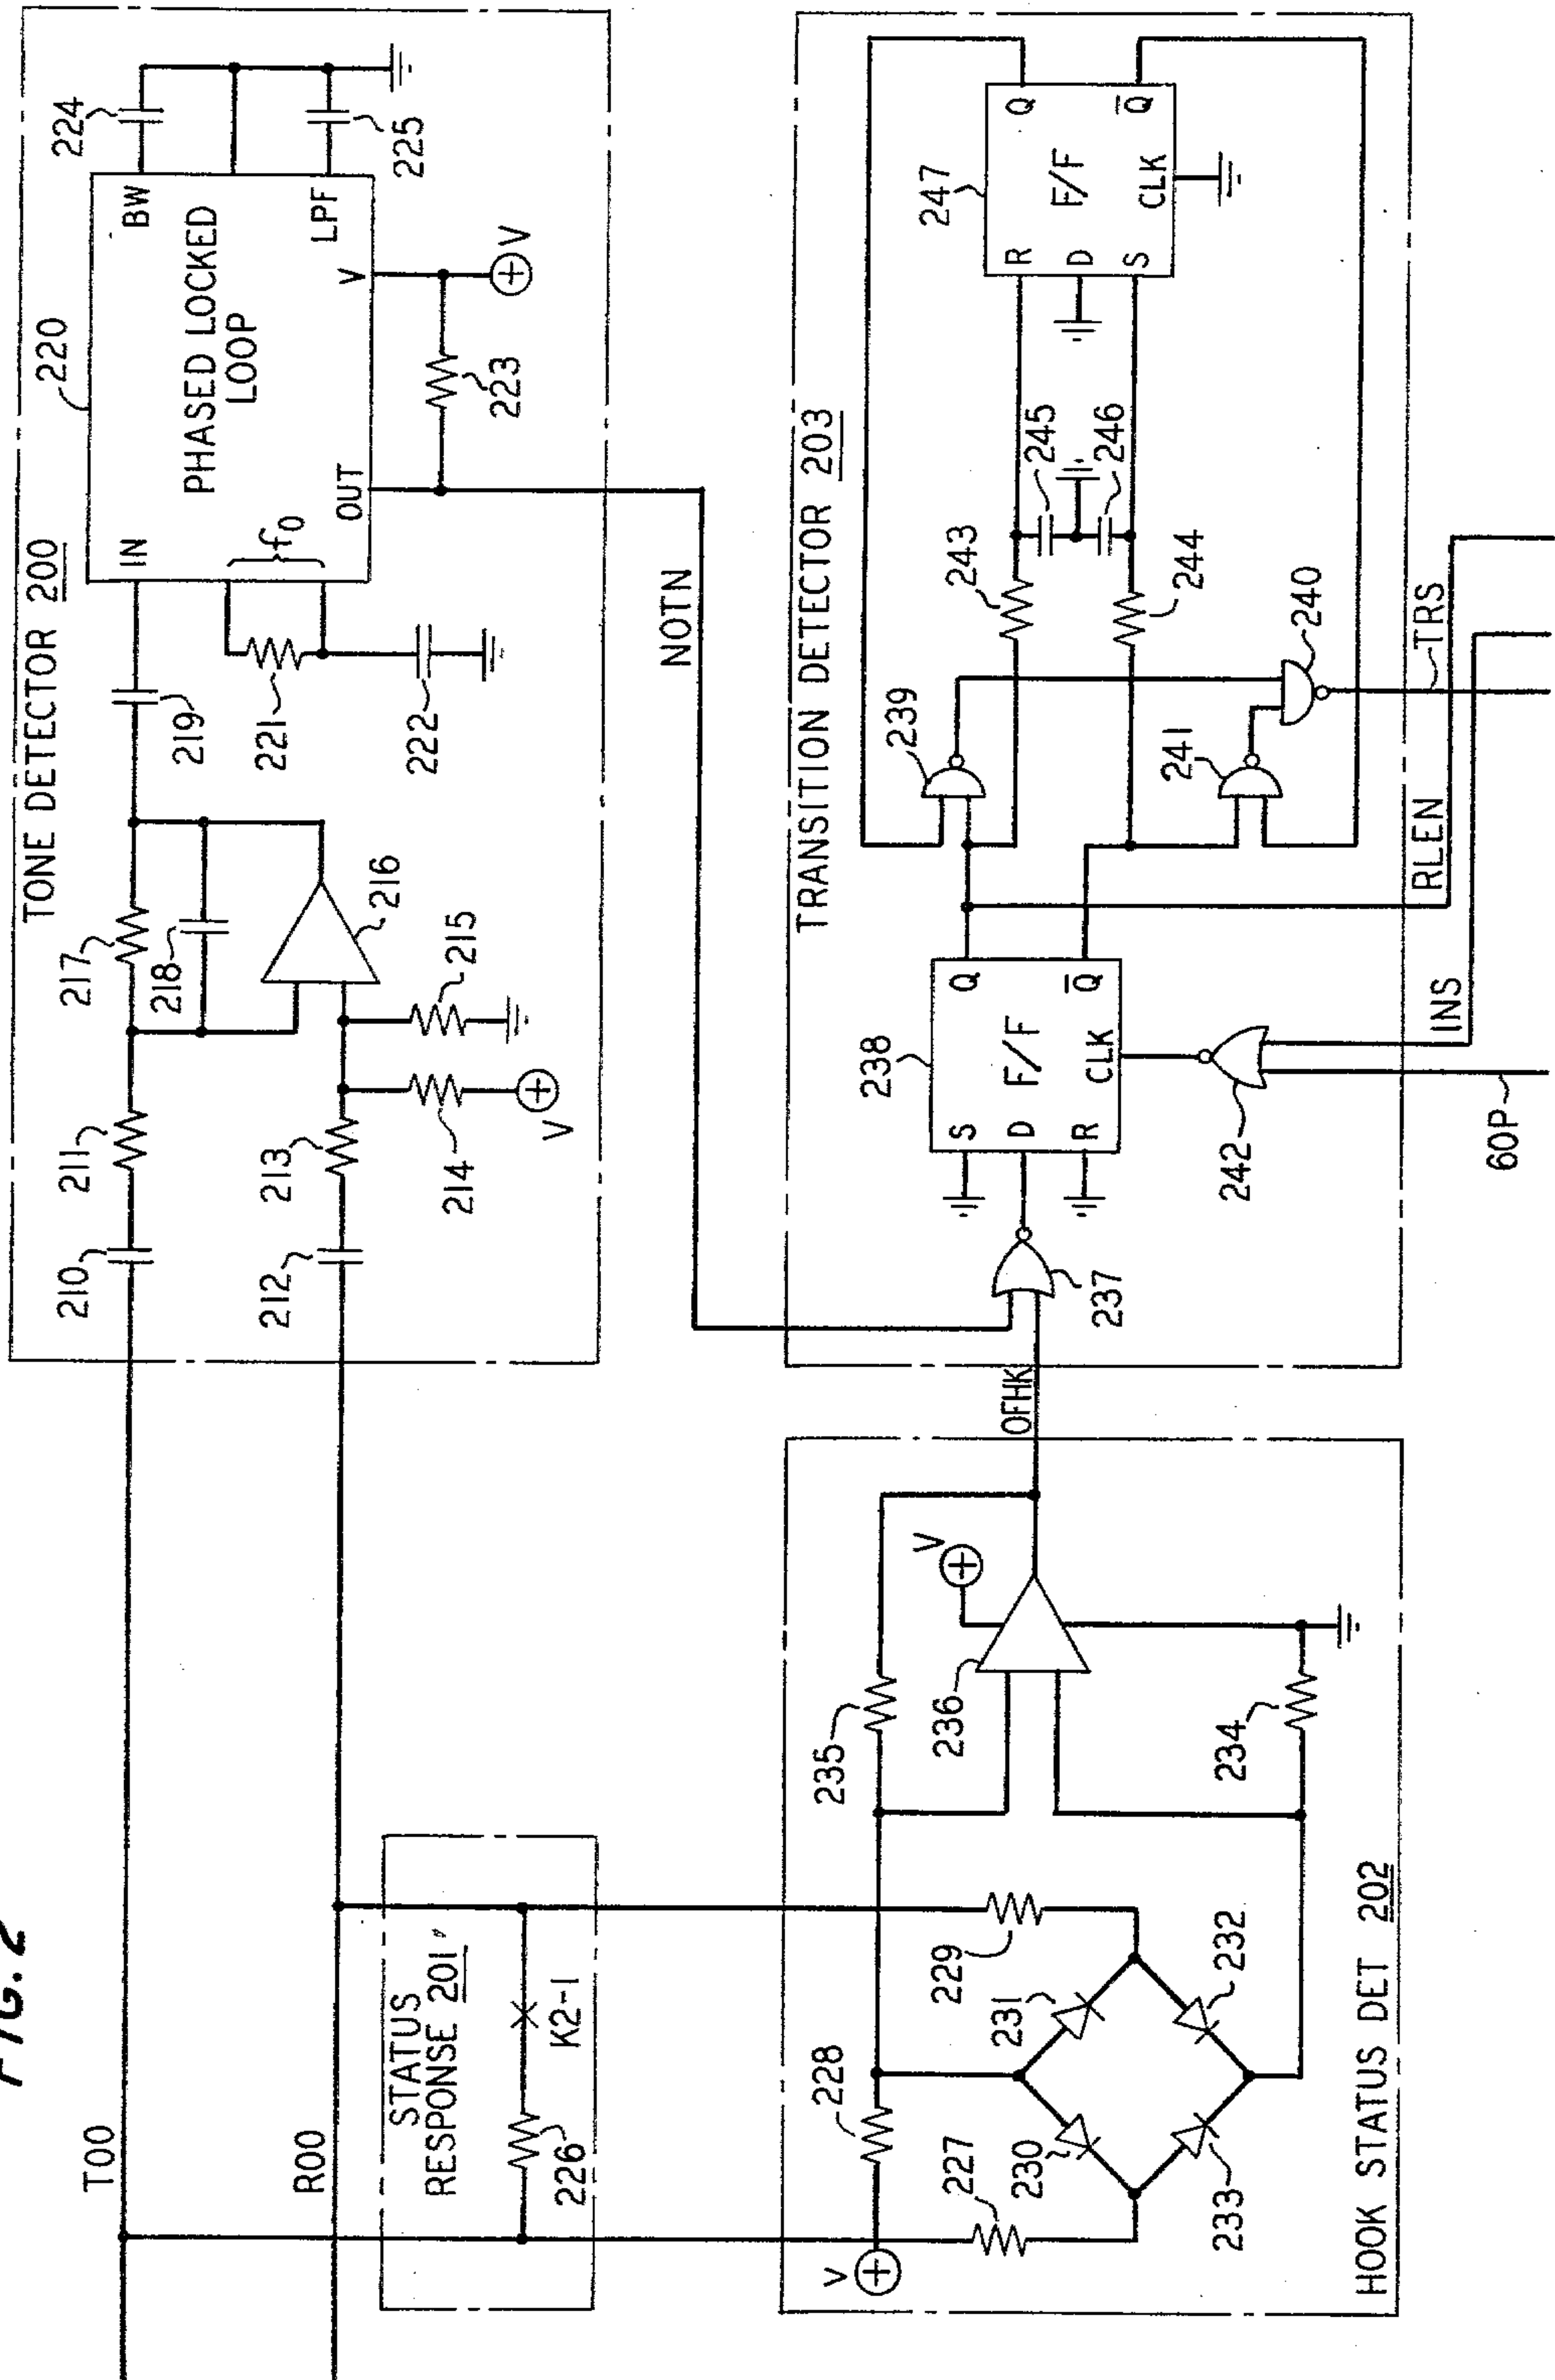 FIG. 2
T00
R00
TONE DETECTOR 200
210
211
212
213
214
V
215
216
217
218
219
220
IN
f0
OUT
PHASED LOCKED
LOOP
BW
LPF
V
221
222
223
V
224
225
NOTN
STATUS
RESPONSE 201
226
K2-1
HOOK STATUS DET 202
V
227
228
229
230
231
232
233
234
235
236
V
OFHK
TRANSITION DETECTOR 203
237
238
S
D
R
F/F
CLK
Q
Q̅
239
240
241
242
243
244
245
246
247
R
D
S
F/F
CLK
Q
Q̅
60P
INS
RLEN
TRS